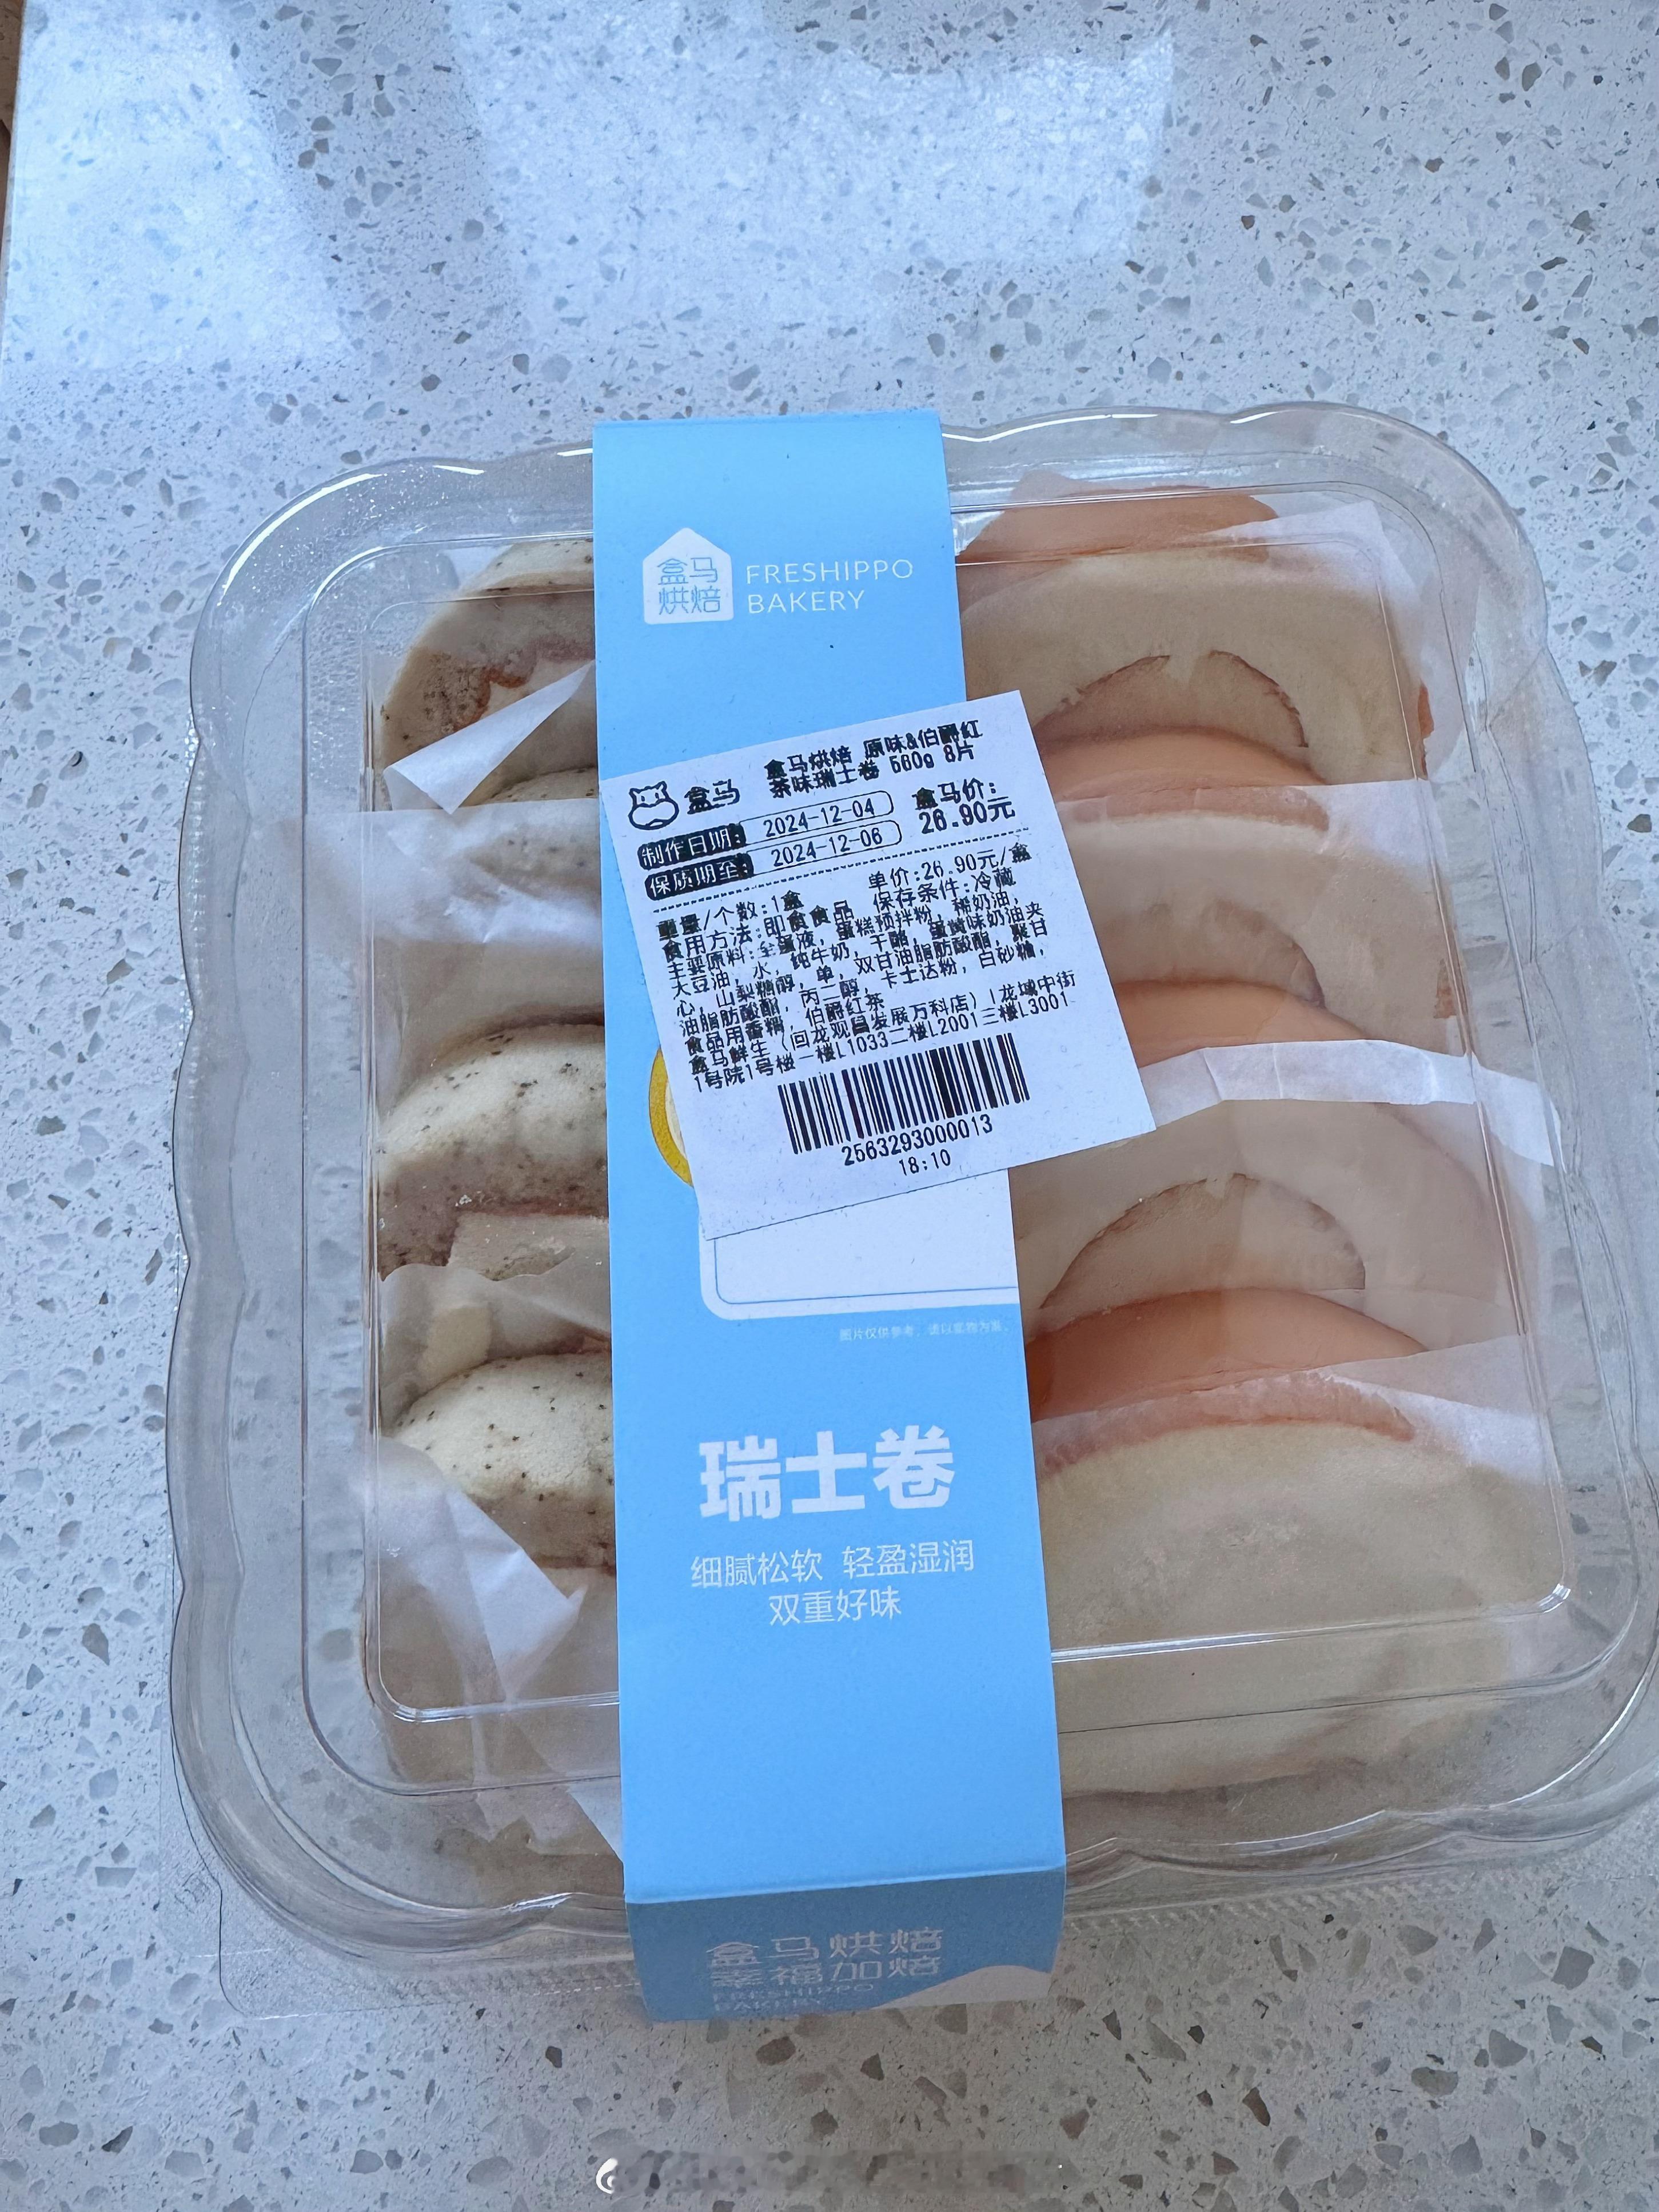 盒马
烘焙
FRESHIPPO
BAKERY
盒马
盒马烘焙 原味&伯爵红
茶味瑞士卷 560g 8片
制作日期: 2024-12-04
保质期至: 2024-12-06
盒马价:
26.90元
重量/个数:1盒 单价:26.90元/盒
食用方法:即食食品 保存条件:冷藏
主要原料:全蛋液, 蛋糕预拌粉, 稀奶油,
大豆油, 水, 纯牛奶, 干酪, 蛋黄味奶油夹
心, 山梨糖醇, 单, 双甘油脂肪酸酯, 聚甘
油脂肪酸酯, 丙二醇, 卡士达粉, 白砂糖,
食品用香精, 伯爵红茶
盒马鲜生(回龙观昌发展万科店)|龙域中街
1号院1号楼一楼L1033二楼L2001三楼L3001
2563293000013
18:10
图片仅供参考, 请以实物为准。
瑞士卷
细腻松软 轻盈湿润
双重好味
盒马烘焙
幸福加焙
FRESHIPPO
BAKERY